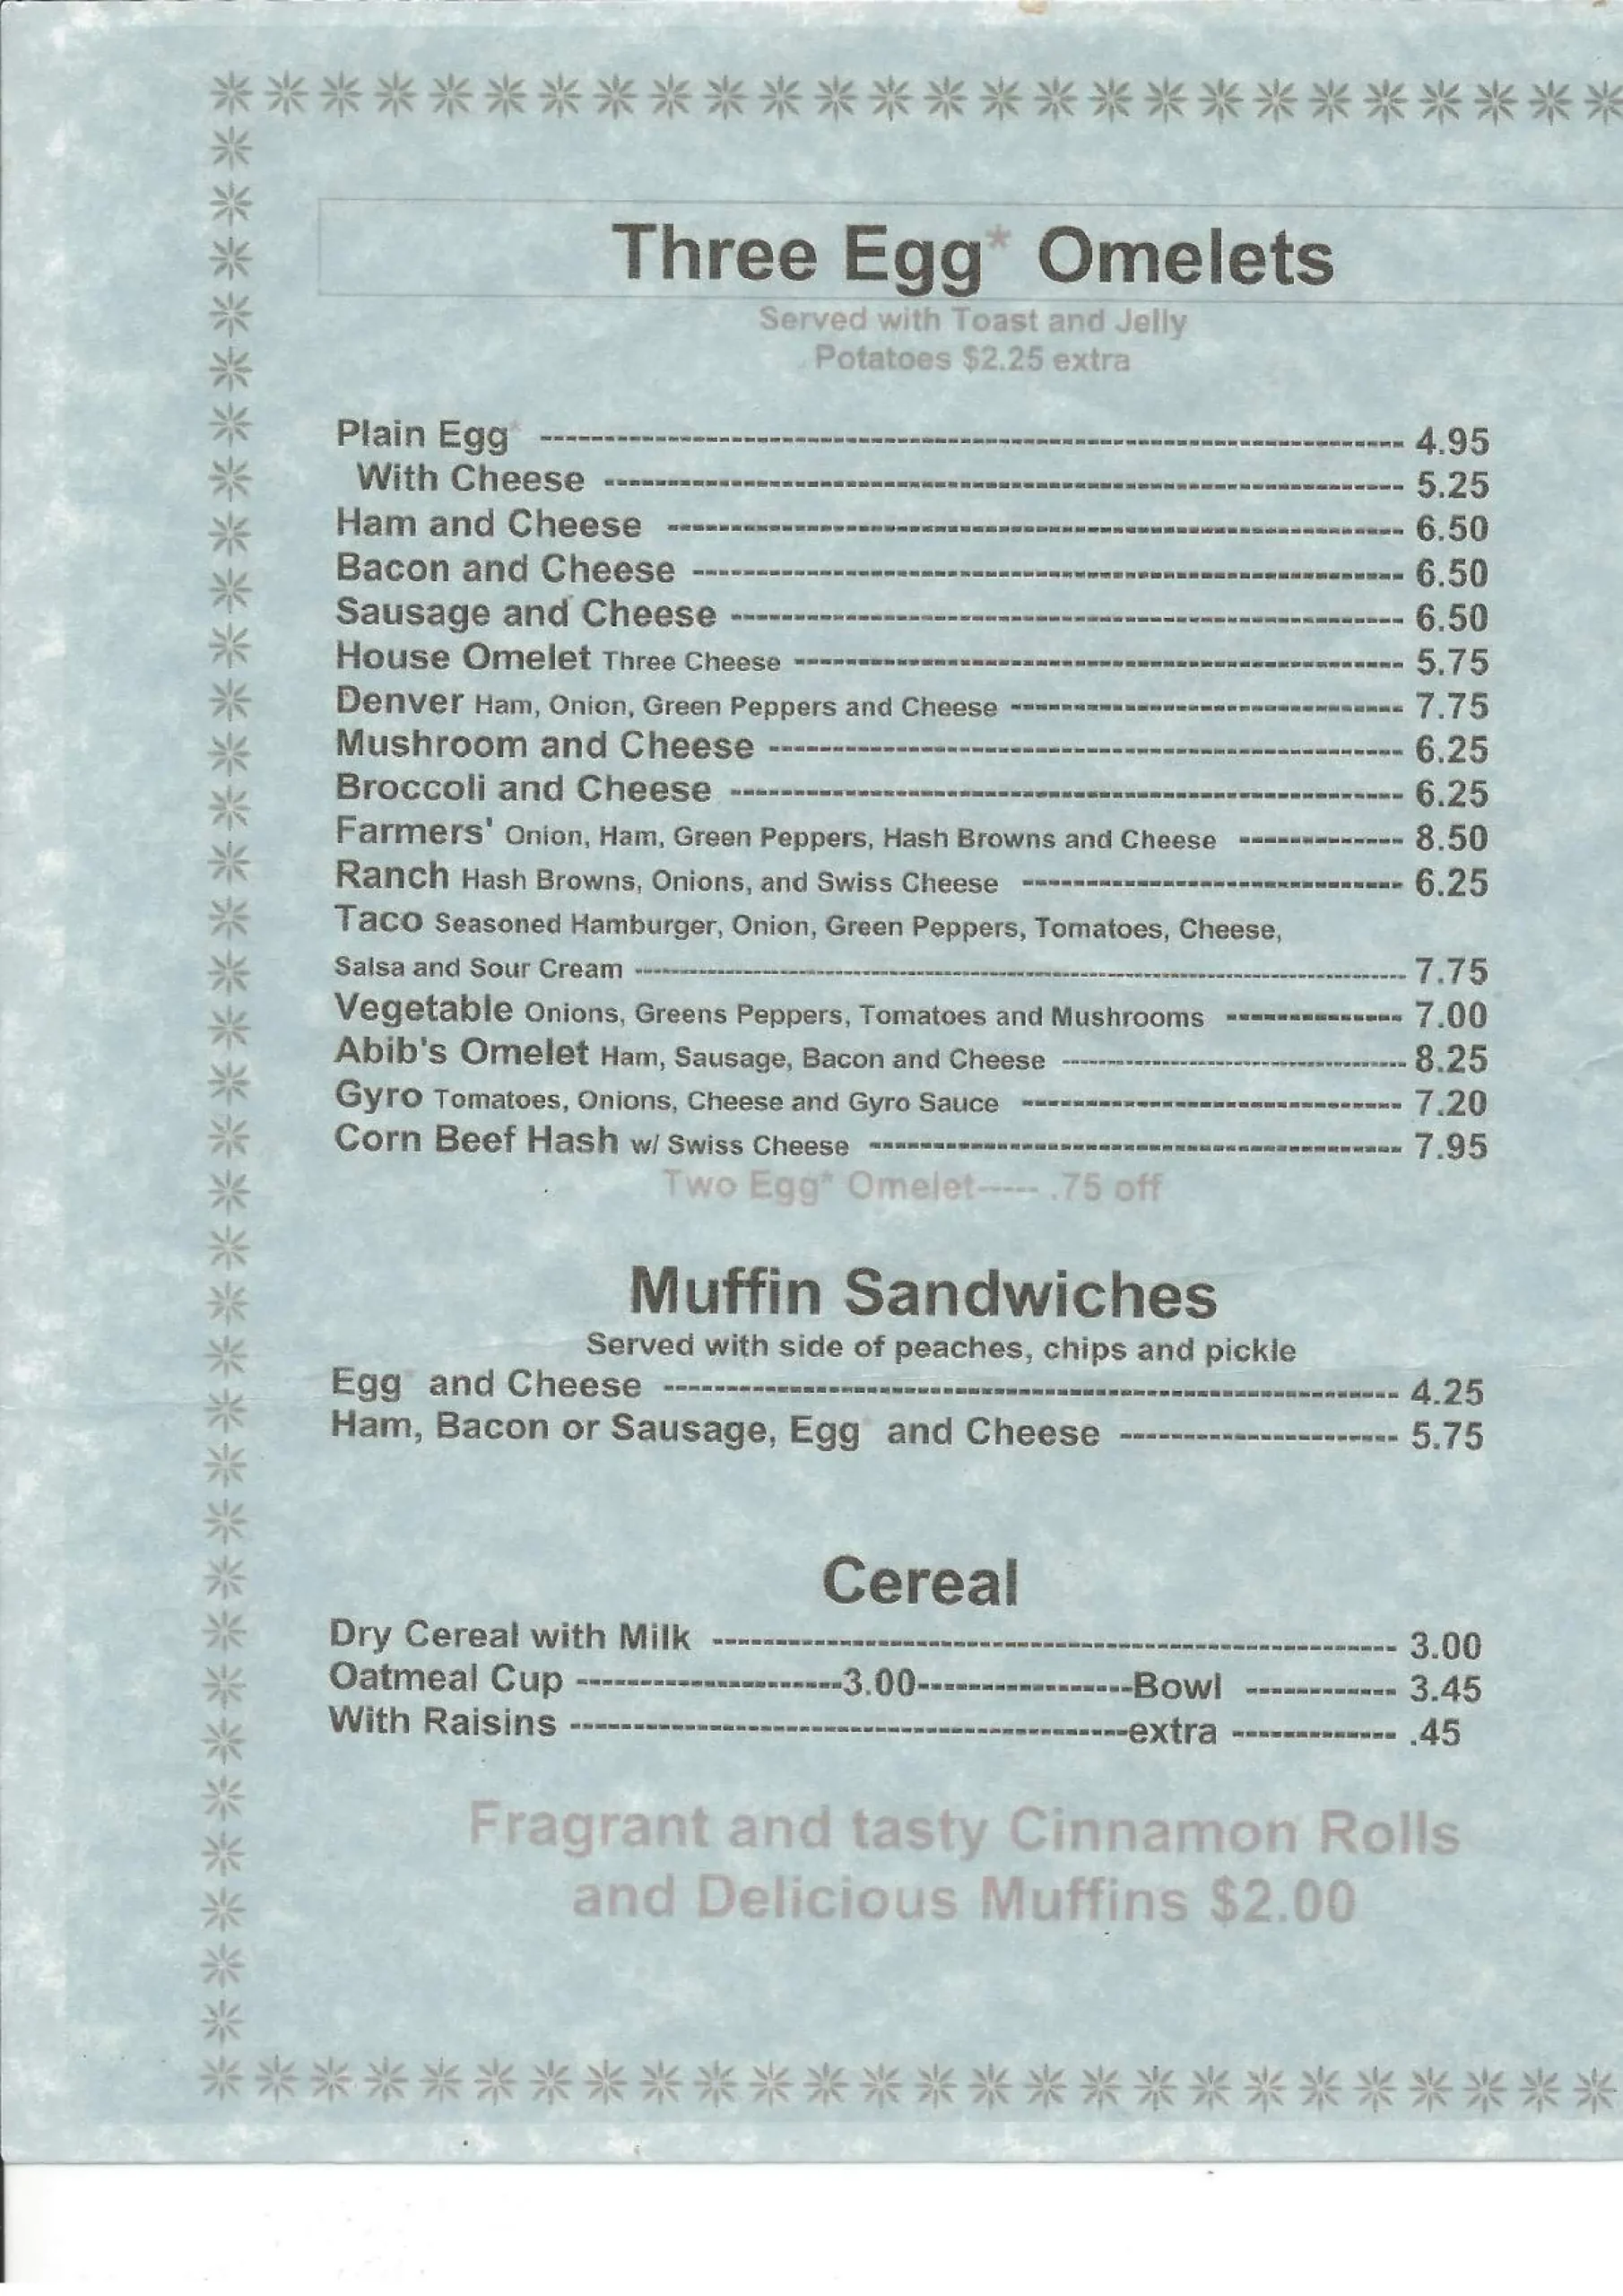 Three Egg* Omelets
Served with Toast and Jelly
Potatoes $2.25 extra
Plain Egg* ---------- 4.95
With Cheese ---------- 5.25
Ham and Cheese ---------- 6.50
Bacon and Cheese ---------- 6.50
Sausage and Cheese ---------- 6.50
House Omelet Three Cheese ---------- 5.75
Denver Ham, Onion, Green Peppers and Cheese ---------- 7.75
Mushroom and Cheese ---------- 6.25
Broccoli and Cheese ---------- 6.25
Farmers' Onion, Ham, Green Peppers, Hash Browns and Cheese ---------- 8.50
Ranch Hash Browns, Onions, and Swiss Cheese ---------- 6.25
Taco Seasoned Hamburger, Onion, Green Peppers, Tomatoes, Cheese,
Salsa and Sour Cream ---------- 7.75
Vegetable Onions, Greens Peppers, Tomatoes and Mushrooms ---------- 7.00
Abib's Omelet Ham, Sausage, Bacon and Cheese ---------- 8.25
Gyro Tomatoes, Onions, Cheese and Gyro Sauce ---------- 7.20
Corn Beef Hash w/ Swiss Cheese ---------- 7.95
Two Egg* Omelet----- .75 off
Muffin Sandwiches
Served with side of peaches, chips and pickle
Egg* and Cheese ---------- 4.25
Ham, Bacon or Sausage, Egg* and Cheese ---------- 5.75
Cereal
Dry Cereal with Milk ---------- 3.00
Oatmeal Cup ----------3.00----------Bowl ---------- 3.45
With Raisins ----------extra ---------- .45
Fragrant and tasty Cinnamon Rolls
and Delicious Muffins $2.00